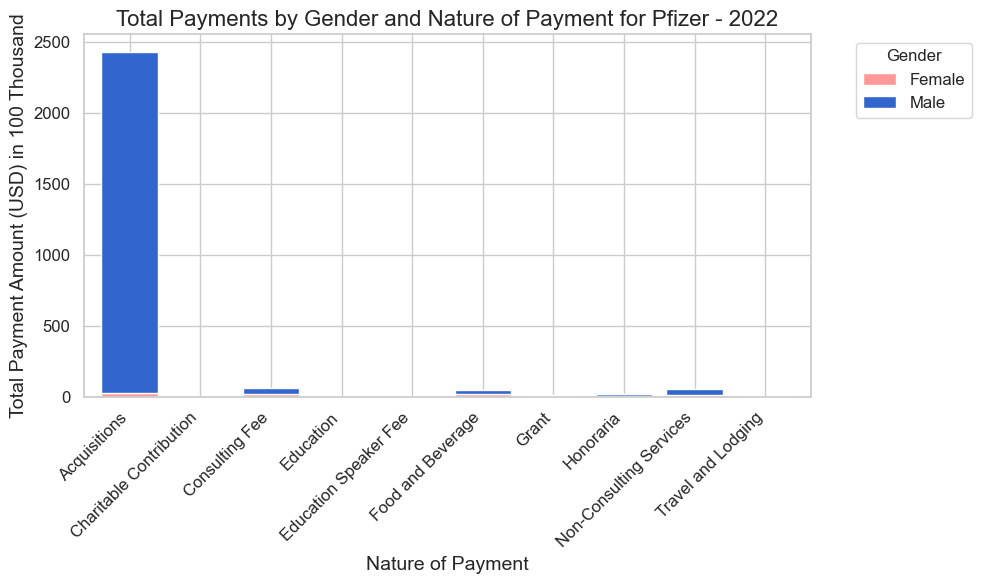 Total Payments by Gender and Nature of Payment for Pfizer - 2022
Total Payment Amount (USD) in 100 Thousand
2500
2000
1500
1000
500
0
Gender
Female
Male
Acquisitions
Charitable Contribution
Consulting Fee
Education
Education Speaker Fee
Food and Beverage
Grant
Honoraria
Non-Consulting Services
Travel and Lodging
Nature of Payment